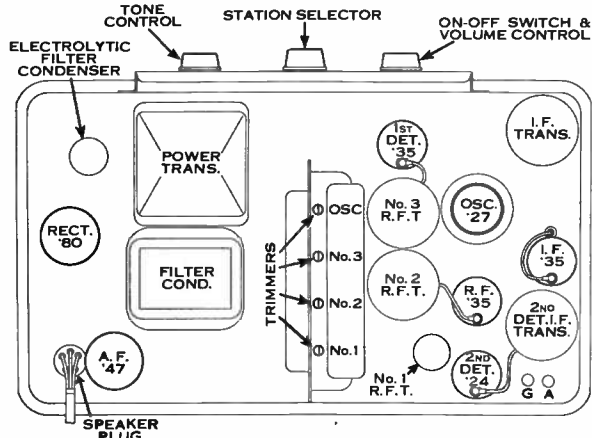 TONE
CONTROL
STATION SELECTOR
ON-OFF SWITCH &
VOLUME CONTROL
ELECTROLYTIC
FILTER
CONDENSER
POWER
TRANS.
1ST
DET.
'35
I.F.
TRANS.
RECT.
'80
FILTER
COND.
TRIMMERS
OSC
No.3
No.2
No.1
No.3
R.F.T
OSC.
'27
No.2
R.F.T.
R.F.
'35
I.F.
'35
2ND
DET. I.F.
TRANS.
A.F.
'47
No.1
R.F.T.
2ND
DET.
'24
G A
SPEAKER
PLUG